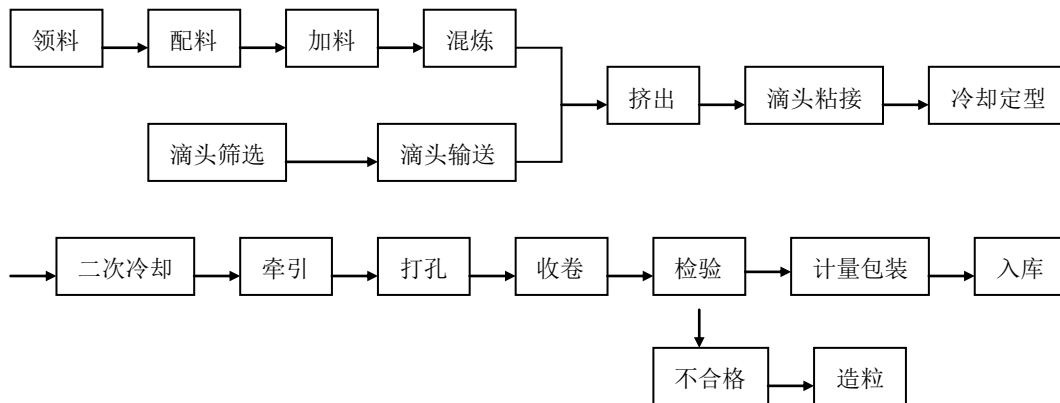 领料
配料
加料
混炼
挤出
滴头粘接
冷却定型
滴头筛选
滴头输送
二次冷却
牵引
打孔
收卷
检验
计量包装
入库
不合格
造粒